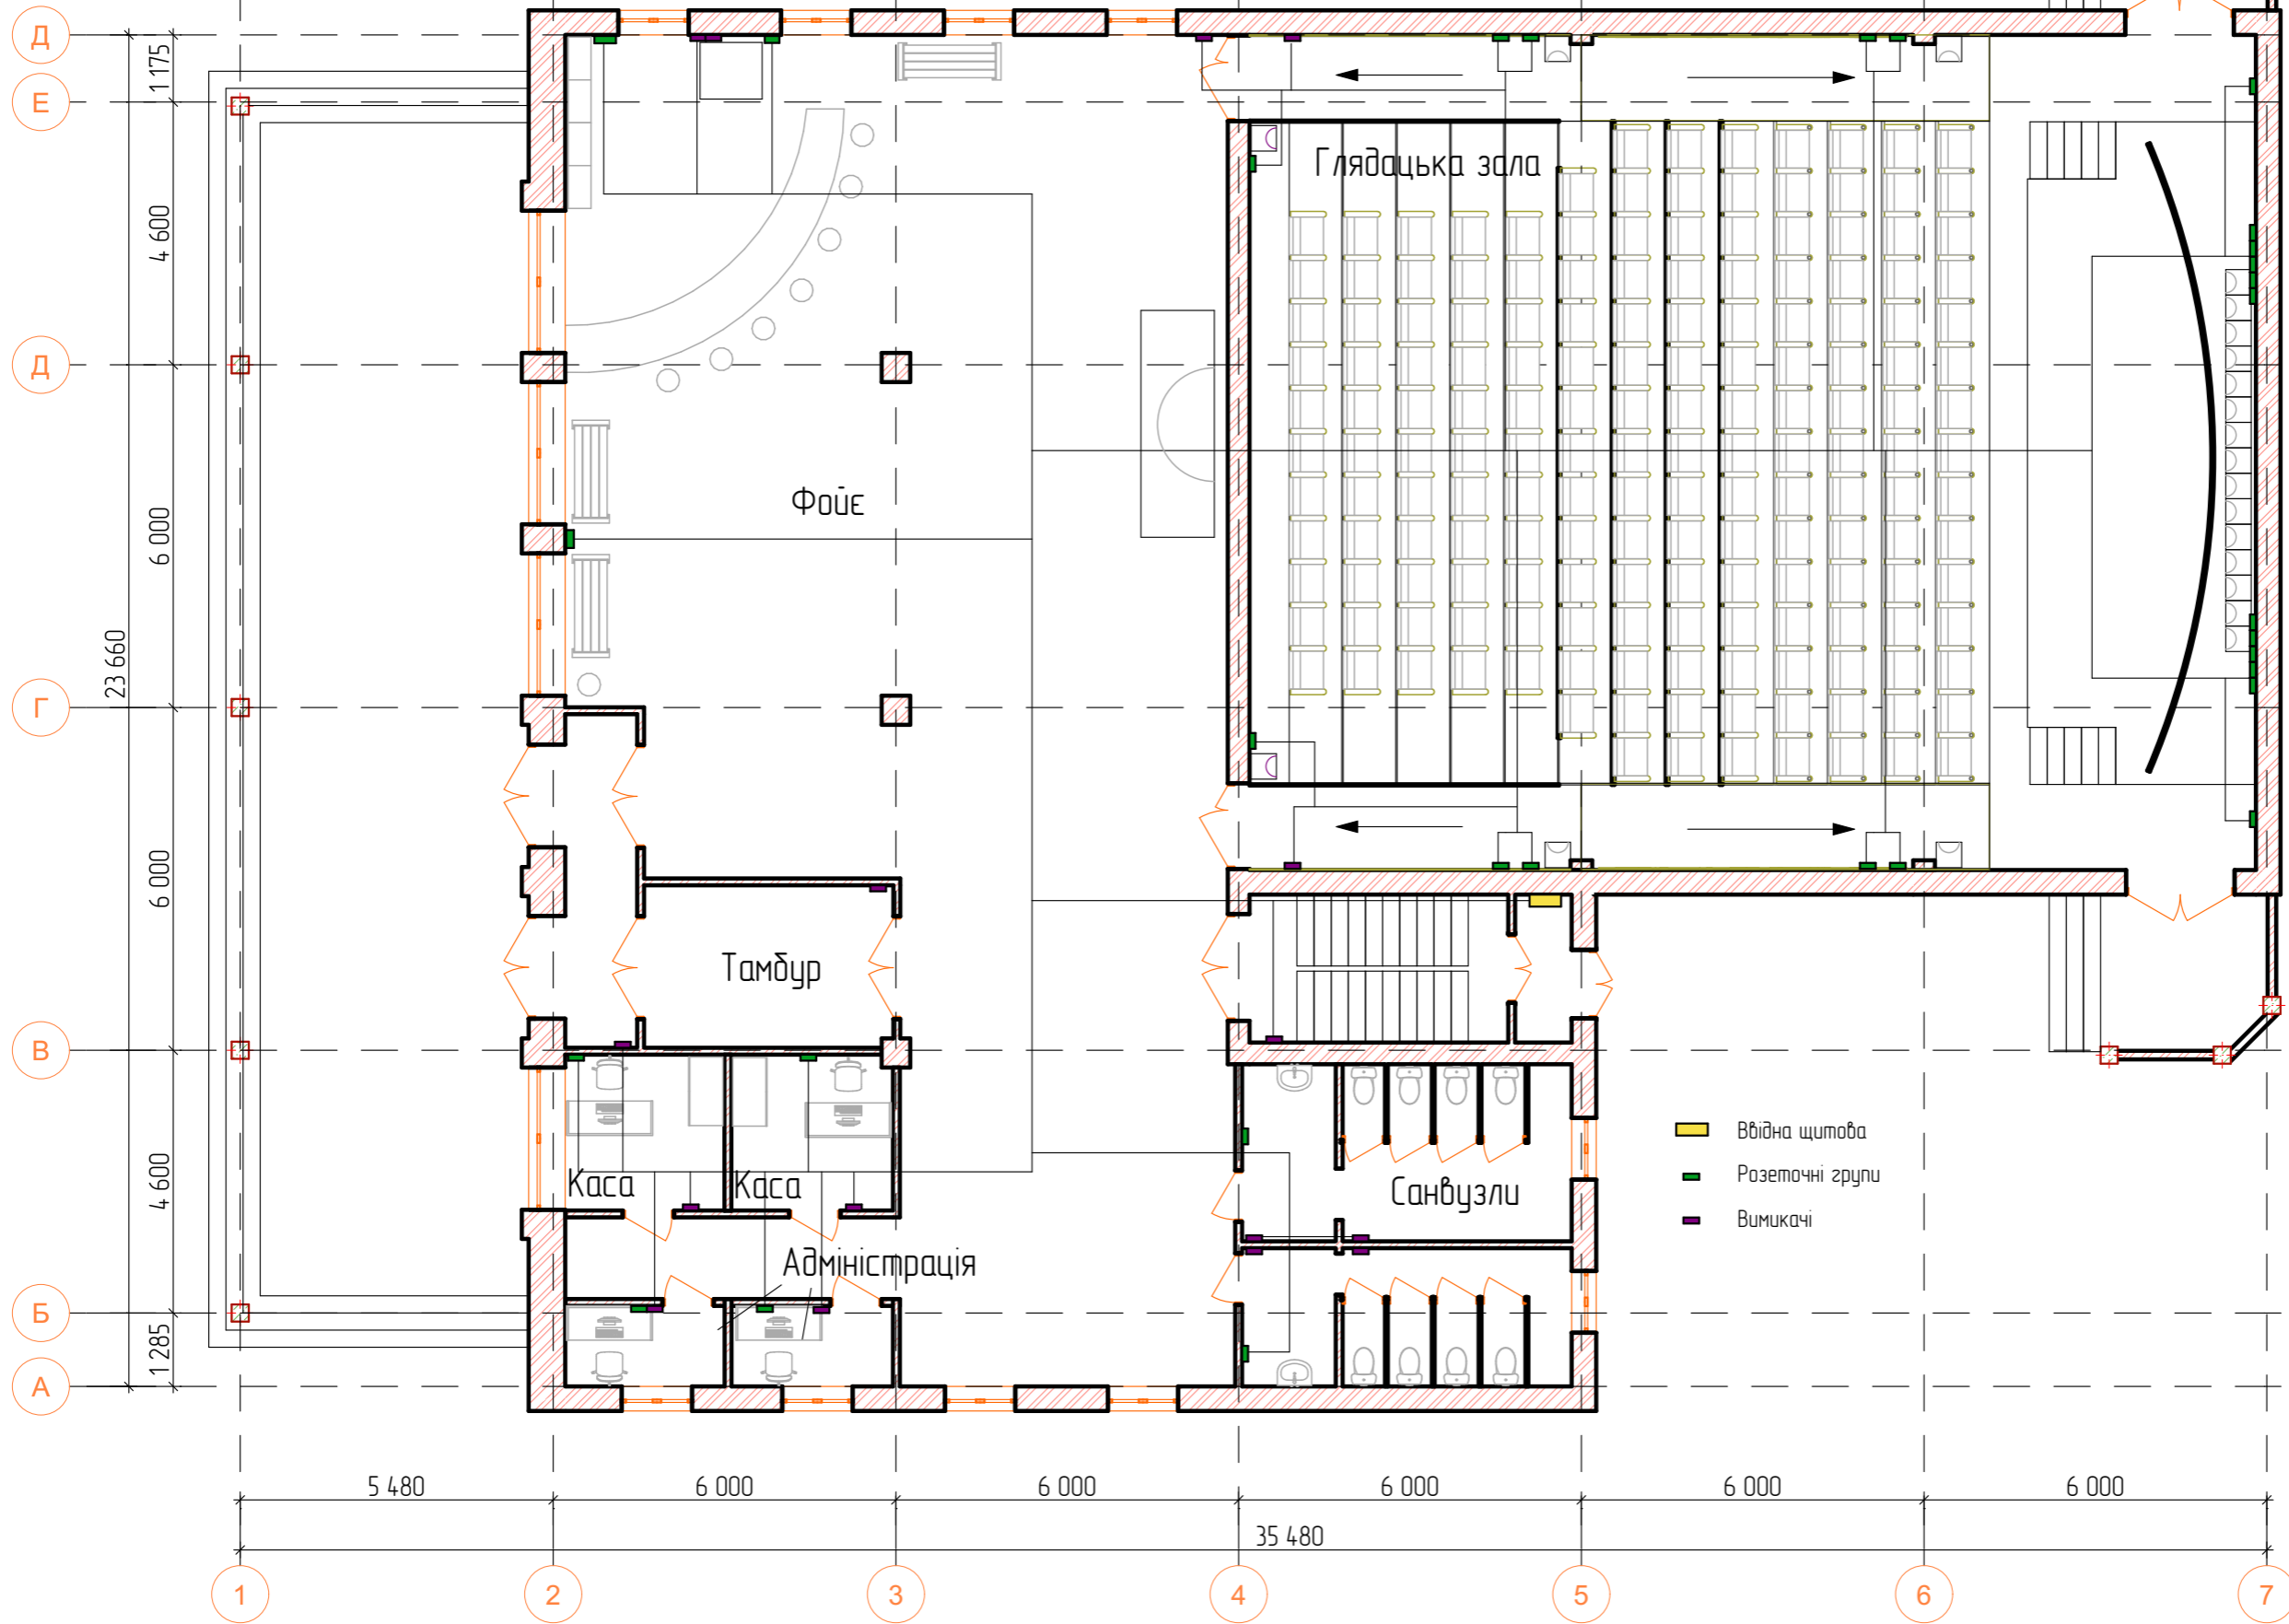 Д
1 175
Е
4 600
Глядацька зала
Д
Фойє
6 000
23 660
Г
6 000
Тамбур
В
Ввідна щитова
4 600
Каса
Каса
Санвузли
Розеточні групи
Вимикачі
Адміністрація
Б
1 285
А
5 480
6 000
6 000
6 000
6 000
6 000
35 480
1
2
3
4
5
6
7